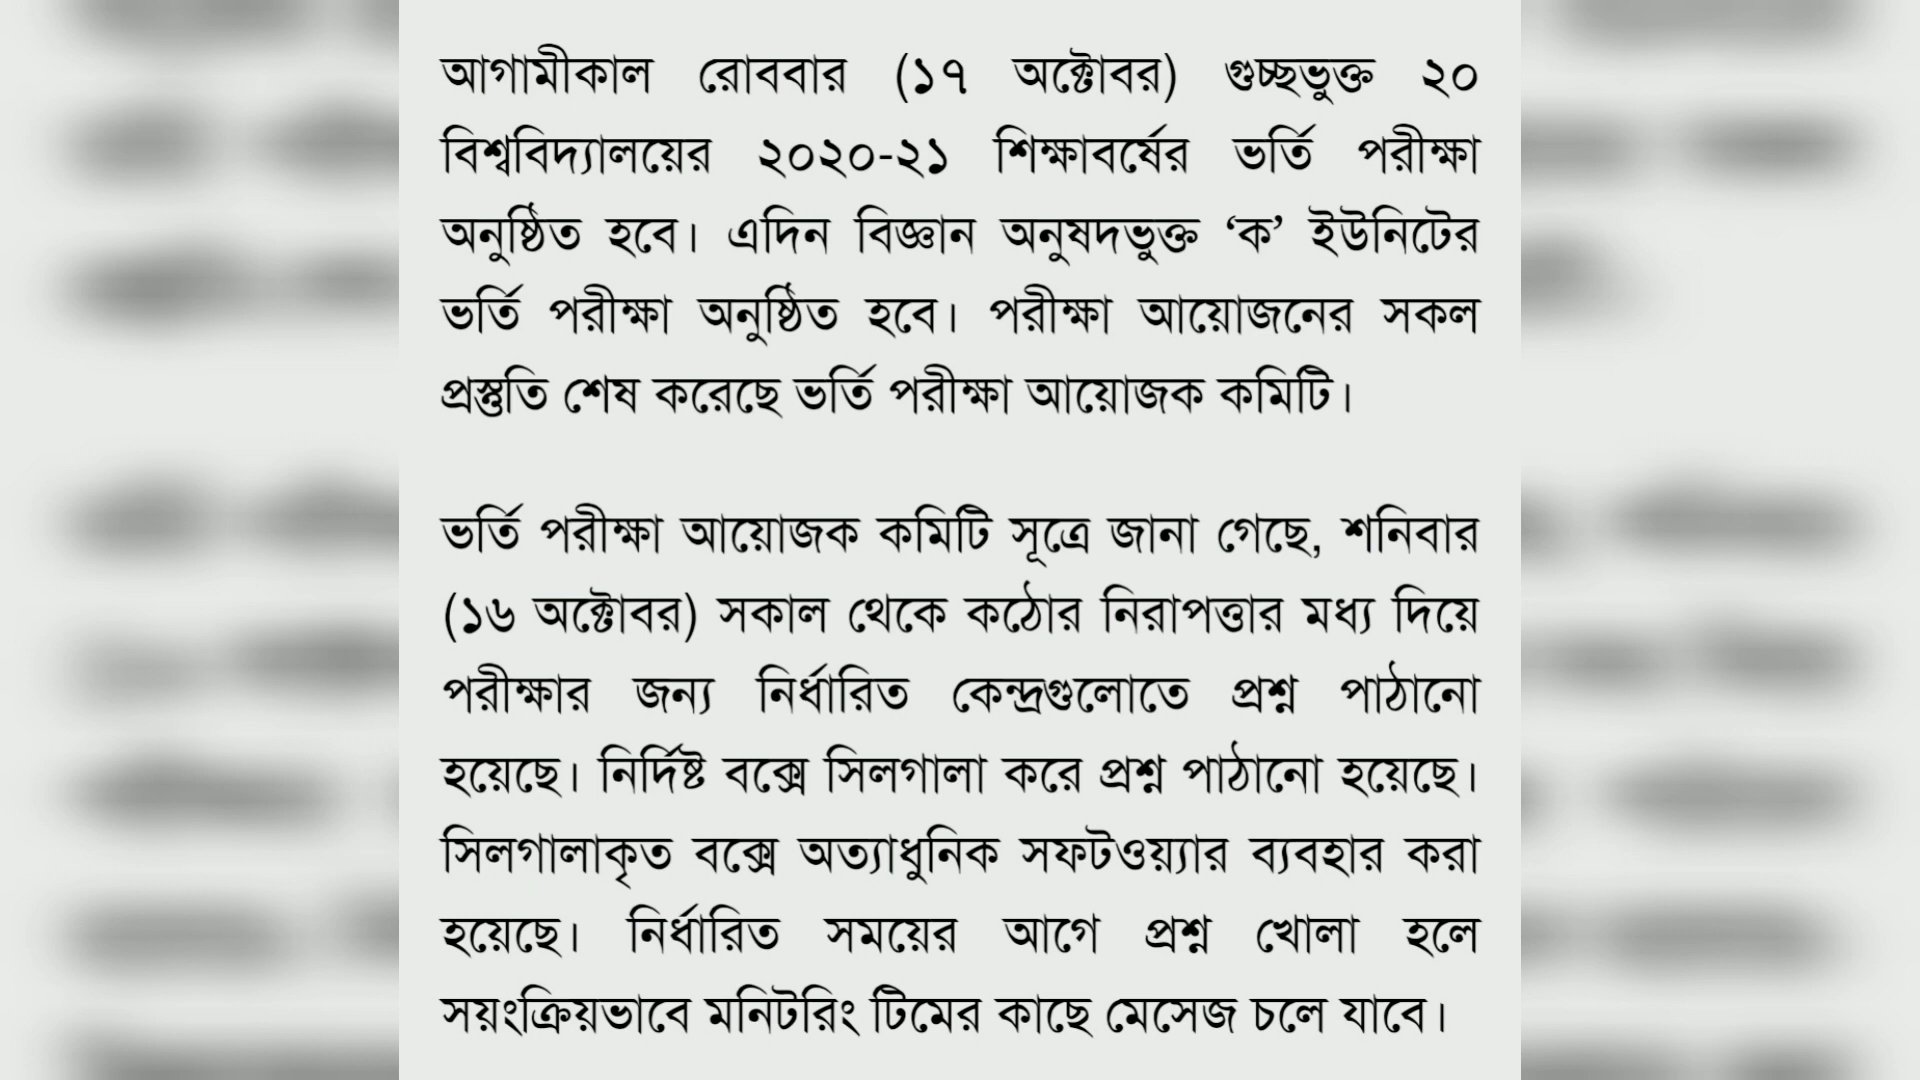 আগামীকাল রোববার (১৭ অক্টোবর) গুচ্ছভুক্ত ২০
বিশ্ববিদ্যালয়ের ২০২০-২১ শিক্ষাবর্ষের ভর্তি পরীক্ষা
অনুষ্ঠিত হবে। এদিন বিজ্ঞান অনুষদভুক্ত ‘ক’ ইউনিটের
ভর্তি পরীক্ষা অনুষ্ঠিত হবে। পরীক্ষা আয়োজনের সকল
প্রস্তুতি শেষ করেছে ভর্তি পরীক্ষা আয়োজক কমিটি।
ভর্তি পরীক্ষা আয়োজক কমিটি সূত্রে জানা গেছে, শনিবার
(১৬ অক্টোবর) সকাল থেকে কঠোর নিরাপত্তার মধ্য দিয়ে
পরীক্ষার জন্য নির্ধারিত কেন্দ্রগুলোতে প্রশ্ন পাঠানো
হয়েছে। নির্দিষ্ট বক্সে সিলগালা করে প্রশ্ন পাঠানো হয়েছে।
সিলগালাকৃত বক্সে অত্যাধুনিক সফটওয়্যার ব্যবহার করা
হয়েছে। নির্ধারিত সময়ের আগে প্রশ্ন খোলা হলে
সয়ংক্রিয়ভাবে মনিটরিং টিমের কাছে মেসেজ চলে যাবে।